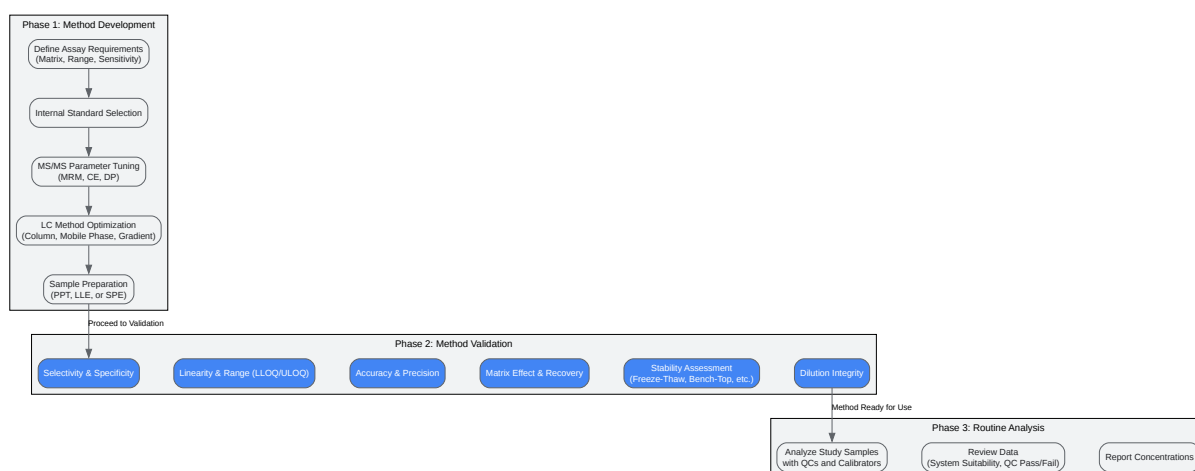 Phase 1: Method Development
Define Assay Requirements
(Matrix, Range, Sensitivity)
Internal Standard Selection
MS/MS Parameter Tuning
(MRM, CE, DP)
LC Method Optimization
(Column, Mobile Phase, Gradient)
Sample Preparation
(PPT, LLE, or SPE)
Proceed to Validation
Phase 2: Method Validation
Selectivity & Specificity
Linearity & Range (LLOQ/ULOQ)
Accuracy & Precision
Matrix Effect & Recovery
Stability Assessment
(Freeze-Thaw, Bench-Top, etc.)
Dilution Integrity
Method Ready for Use
Phase 3: Routine Analysis
Analyze Study Samples
with QCs and Calibrators
Review Data
(System Suitability, QC Pass/Fail)
Report Concentrations